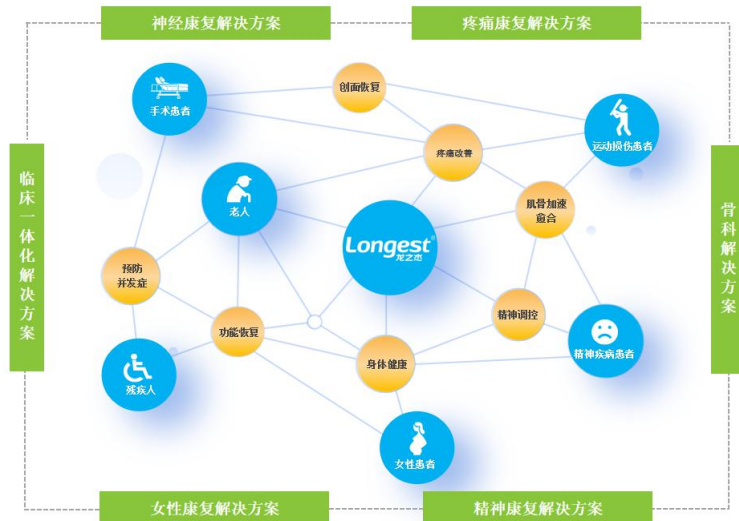 神经康复解决方案
疼痛康复解决方案
手术患者
创面恢复
运动损伤患者
疼痛改善
临床一体化解决方案
骨科解决方案
老人
肌骨加速
愈合
Longest®
龙之杰
预防
并发症
功能恢复
精神调控
精神疾病患者
身体健康
残疾人
女性患者
女性康复解决方案
精神康复解决方案